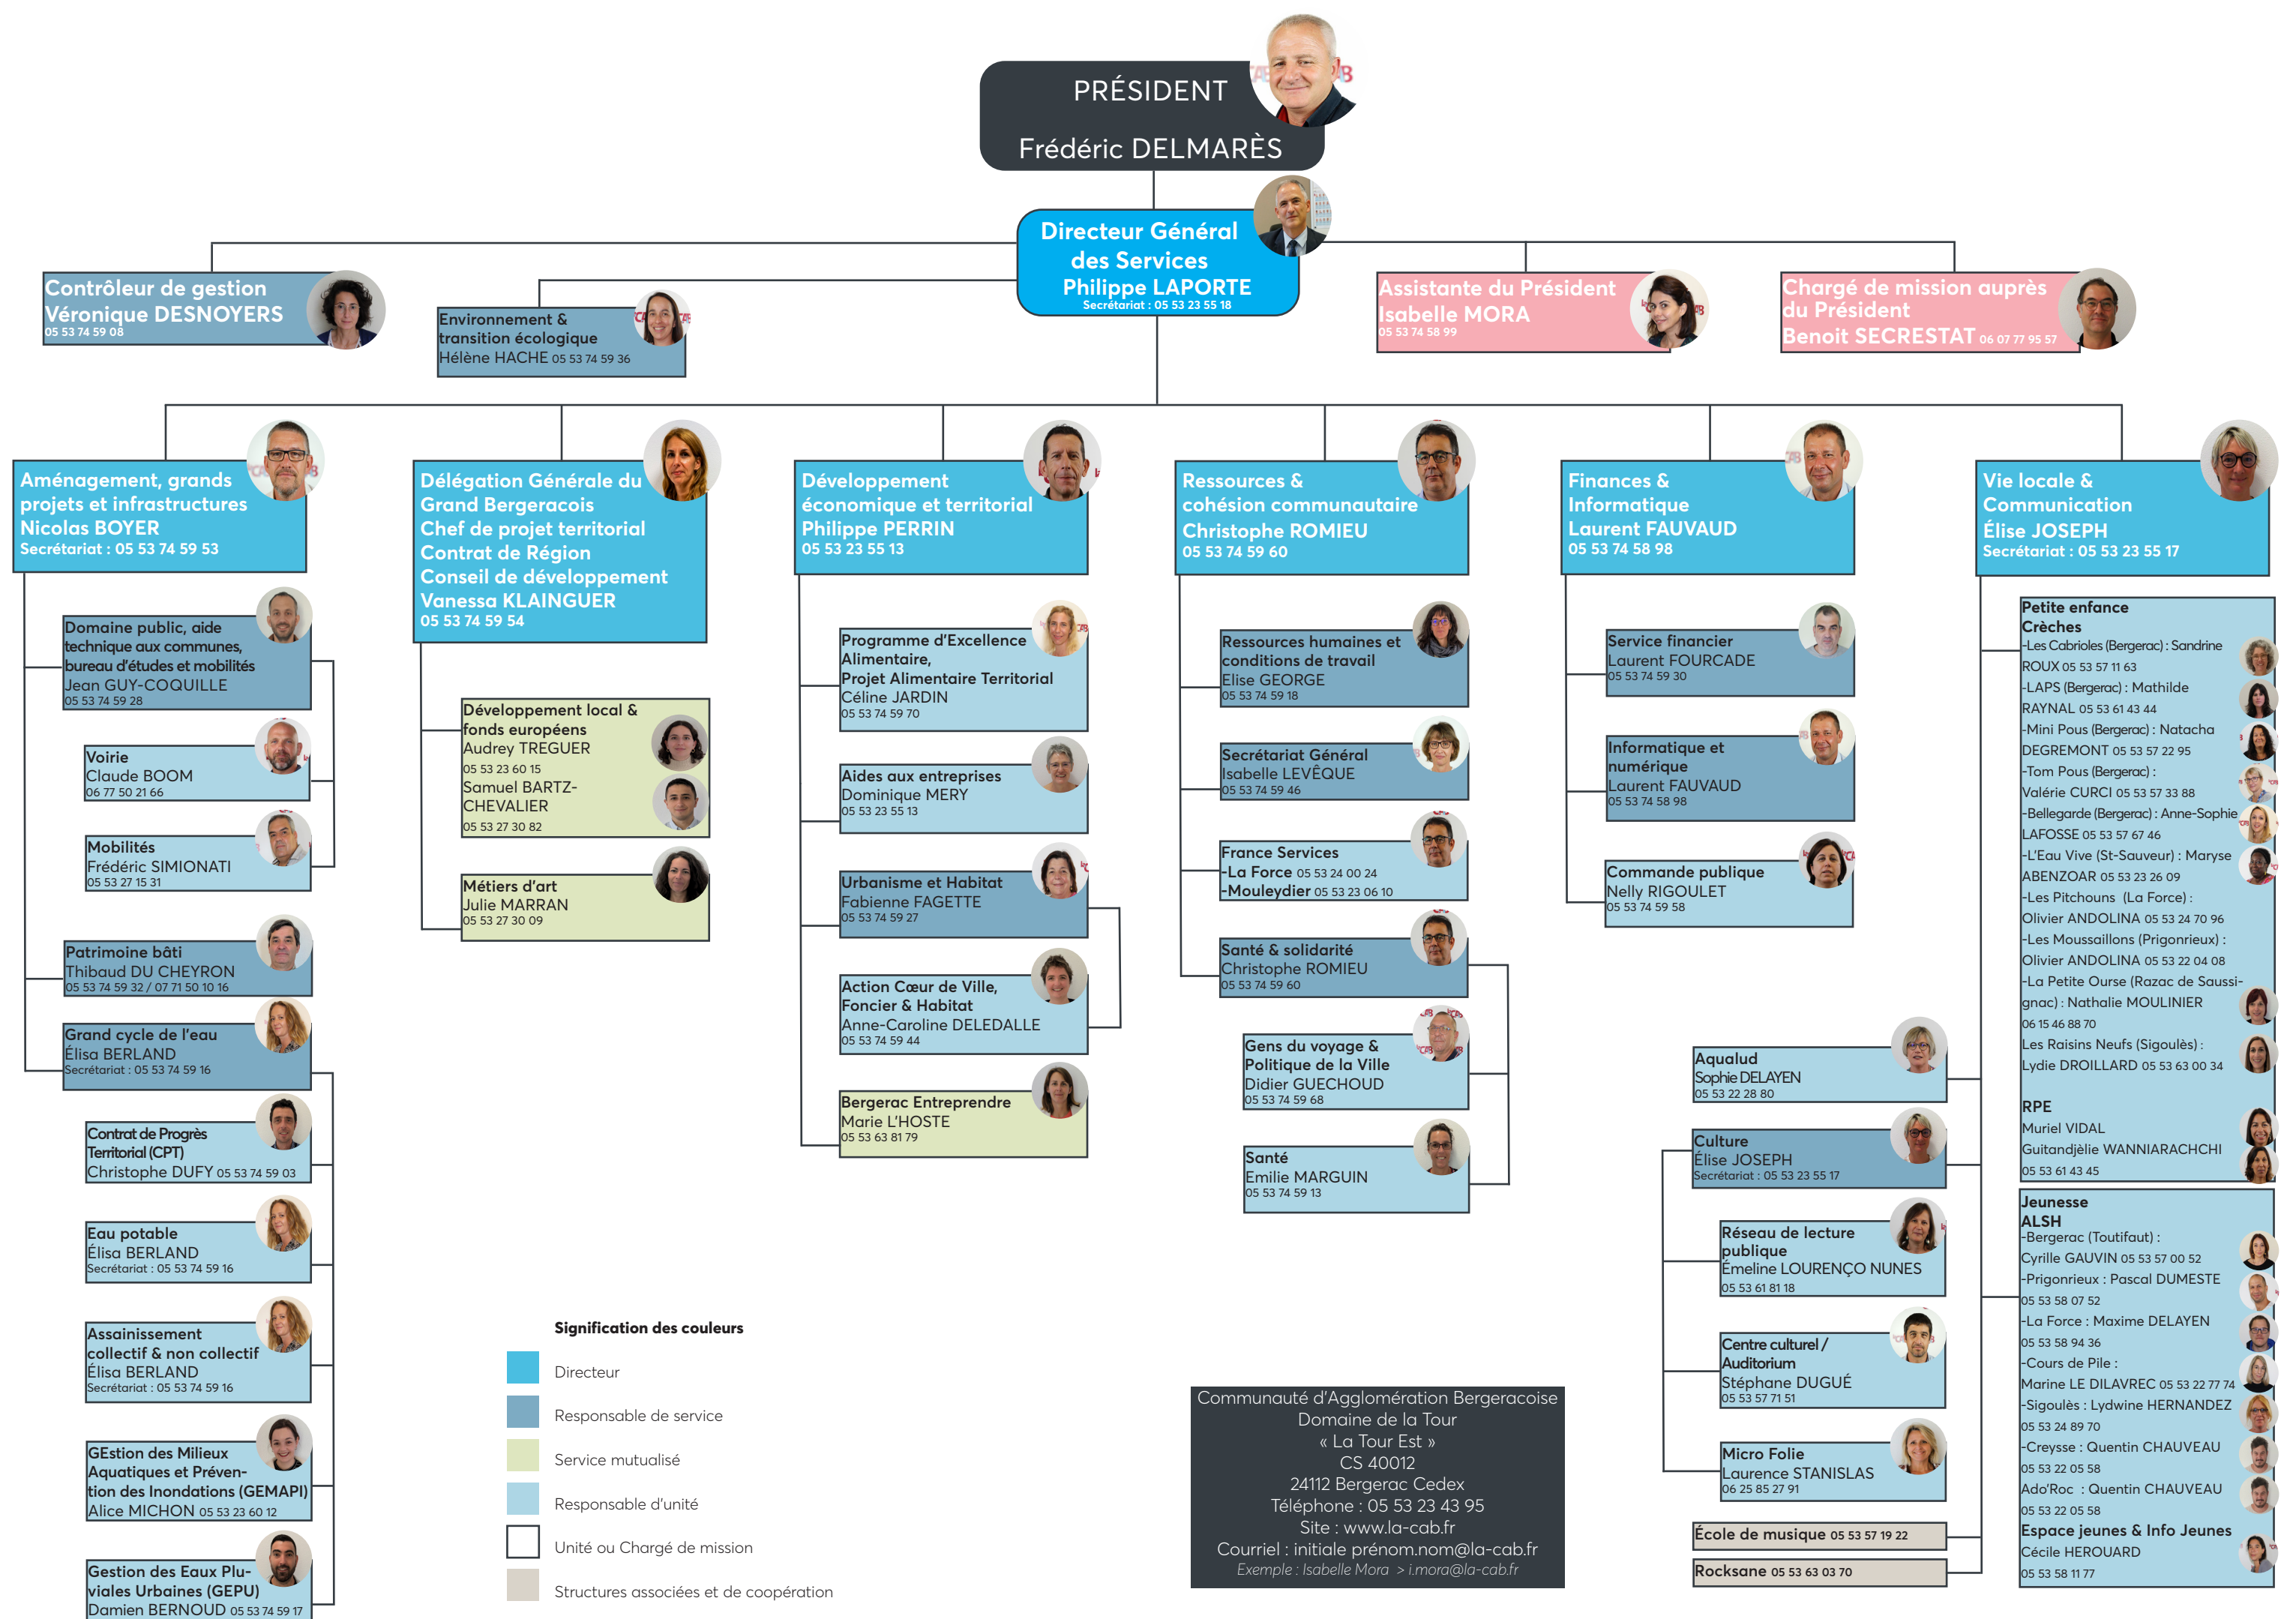 PRÉSIDENT
Frédéric DELMARÈS
Directeur Général
des Services
Philippe LAPORTE
Secrétariat : 05 53 23 55 18
Contrôleur de gestion
Véronique DESNOYERS
05 53 74 59 08
Environnement &
transition écologique
Hélène HACHE 05 53 74 59 36
Assistante du Président
Isabelle MORA
05 53 74 58 99
Chargé de mission auprès
du Président
Benoit SECRESTAT 06 07 77 95 57
Aménagement, grands
projets et infrastructures
Nicolas BOYER
Secrétariat : 05 53 74 59 53
Domaine public, aide
technique aux communes,
bureau d'études et mobilités
Jean GUY-COQUILLE
05 53 74 59 28
Voirie
Claude BOOM
06 77 50 21 66
Mobilités
Frédéric SIMIONATI
05 53 27 15 31
Patrimoine bâti
Thibaud DU CHEYRON
05 53 74 59 32 / 07 71 50 10 16
Grand cycle de l'eau
Élisa BERLAND
Secrétariat : 05 53 74 59 16
Contrat de Progrès
Territorial (CPT)
Christophe DUFY 05 53 74 59 03
Eau potable
Élisa BERLAND
Secrétariat : 05 53 74 59 16
Assainissement
collectif & non collectif
Élisa BERLAND
Secrétariat : 05 53 74 59 16
GEstion des Milieux
Aquatiques et Préven-
tion des Inondations (GEMAPI)
Alice MICHON 05 53 23 60 12
Gestion des Eaux Plu-
viales Urbaines (GEPU)
Damien BERNOUD 05 53 74 59 17
Délégation Générale du
Grand Bergeracois
Chef de projet territorial
Contrat de Région
Conseil de développement
Vanessa KLAINGUER
05 53 74 59 54
Développement local &
fonds européens
Audrey TREGUER
05 53 23 60 15
Samuel BARTZ-
CHEVALIER
05 53 27 30 82
Métiers d'art
Julie MARRAN
05 53 27 30 09
Développement
économique et territorial
Philippe PERRIN
05 53 23 55 13
Programme d'Excellence
Alimentaire,
Projet Alimentaire Territorial
Céline JARDIN
05 53 74 59 70
Aides aux entreprises
Dominique MERY
05 53 23 55 13
Urbanisme et Habitat
Fabienne FAGETTE
05 53 74 59 27
Action Cœur de Ville,
Foncier & Habitat
Anne-Caroline DELEDALLE
05 53 74 59 44
Bergerac Entreprendre
Marie L'HOSTE
05 53 63 81 79
Ressources &
cohésion communautaire
Christophe ROMIEU
05 53 74 59 60
Ressources humaines et
conditions de travail
Elise GEORGE
05 53 74 59 18
Secrétariat Général
Isabelle LEVÊQUE
05 53 74 59 46
France Services
-La Force 05 53 24 00 24
-Mouleydier 05 53 23 06 10
Santé & solidarité
Christophe ROMIEU
05 53 74 59 60
Gens du voyage &
Politique de la Ville
Didier GUECHOUD
05 53 74 59 68
Santé
Emilie MARGUIN
05 53 74 59 13
Finances &
Informatique
Laurent FAUVAUD
05 53 74 58 98
Service financier
Laurent FOURCADE
05 53 74 59 30
Informatique et
numérique
Laurent FAUVAUD
05 53 74 58 98
Commande publique
Nelly RIGOULET
05 53 74 59 58
Vie locale &
Communication
Élise JOSEPH
Secrétariat : 05 53 23 55 17
Petite enfance
Crèches
-Les Cabrioles (Bergerac) : Sandrine
ROUX 05 53 57 11 63
-LAPS (Bergerac) : Mathilde
RAYNAL 05 53 61 43 44
-Mini Pous (Bergerac) : Natacha
DEGREMONT 05 53 57 22 95
-Tom Pous (Bergerac) :
Valérie CURCI 05 53 57 33 88
-Bellegarde (Bergerac) : Anne-Sophie
LAFOSSE 05 53 57 67 46
-L'Eau Vive (St-Sauveur) : Maryse
ABENZOAR 05 53 23 26 09
-Les Pitchouns (La Force) :
Olivier ANDOLINA 05 53 24 70 96
-Les Moussaillons (Prigonrieux) :
Olivier ANDOLINA 05 53 22 04 08
-La Petite Ourse (Razac de Saussi-
gnac) : Nathalie MOULINIER
06 15 46 88 70
Les Raisins Neufs (Sigoulès) :
Lydie DROILLARD 05 53 63 00 34
RPE
Muriel VIDAL
Guitandjèlie WANNIARACHCHI
05 53 61 43 45
Jeunesse
ALSH
-Bergerac (Toutifaut) :
Cyrille GAUVIN 05 53 57 00 52
-Prigonrieux : Pascal DUMESTE
05 53 58 07 52
-La Force : Maxime DELAYEN
05 53 58 94 36
-Cours de Pile :
Marine LE DILAVREC 05 53 22 77 74
-Sigoulès : Lydwine HERNANDEZ
05 53 24 89 70
-Creysse : Quentin CHAUVEAU
05 53 22 05 58
Ado'Roc : Quentin CHAUVEAU
05 53 22 05 58
Espace jeunes & Info Jeunes
Cécile HEROUARD
05 53 58 11 77
Aqualud
Sophie DELAYEN
05 53 22 28 80
Culture
Élise JOSEPH
Secrétariat : 05 53 23 55 17
Réseau de lecture
publique
Émeline LOURENÇO NUNES
05 53 61 81 18
Centre culturel /
Auditorium
Stéphane DUGUÉ
05 53 57 71 51
Micro Folie
Laurence STANISLAS
06 25 85 27 91
École de musique 05 53 57 19 22
Rocksane 05 53 63 03 70
Signification des couleurs
Directeur
Responsable de service
Service mutualisé
Responsable d'unité
Unité ou Chargé de mission
Structures associées et de coopération
Communauté d'Agglomération Bergeracoise
Domaine de la Tour
« La Tour Est »
CS 40012
24112 Bergerac Cedex
Téléphone : 05 53 23 43 95
Site : www.la-cab.fr
Courriel : initiale prénom.nom@la-cab.fr
Exemple : Isabelle Mora > i.mora@la-cab.fr